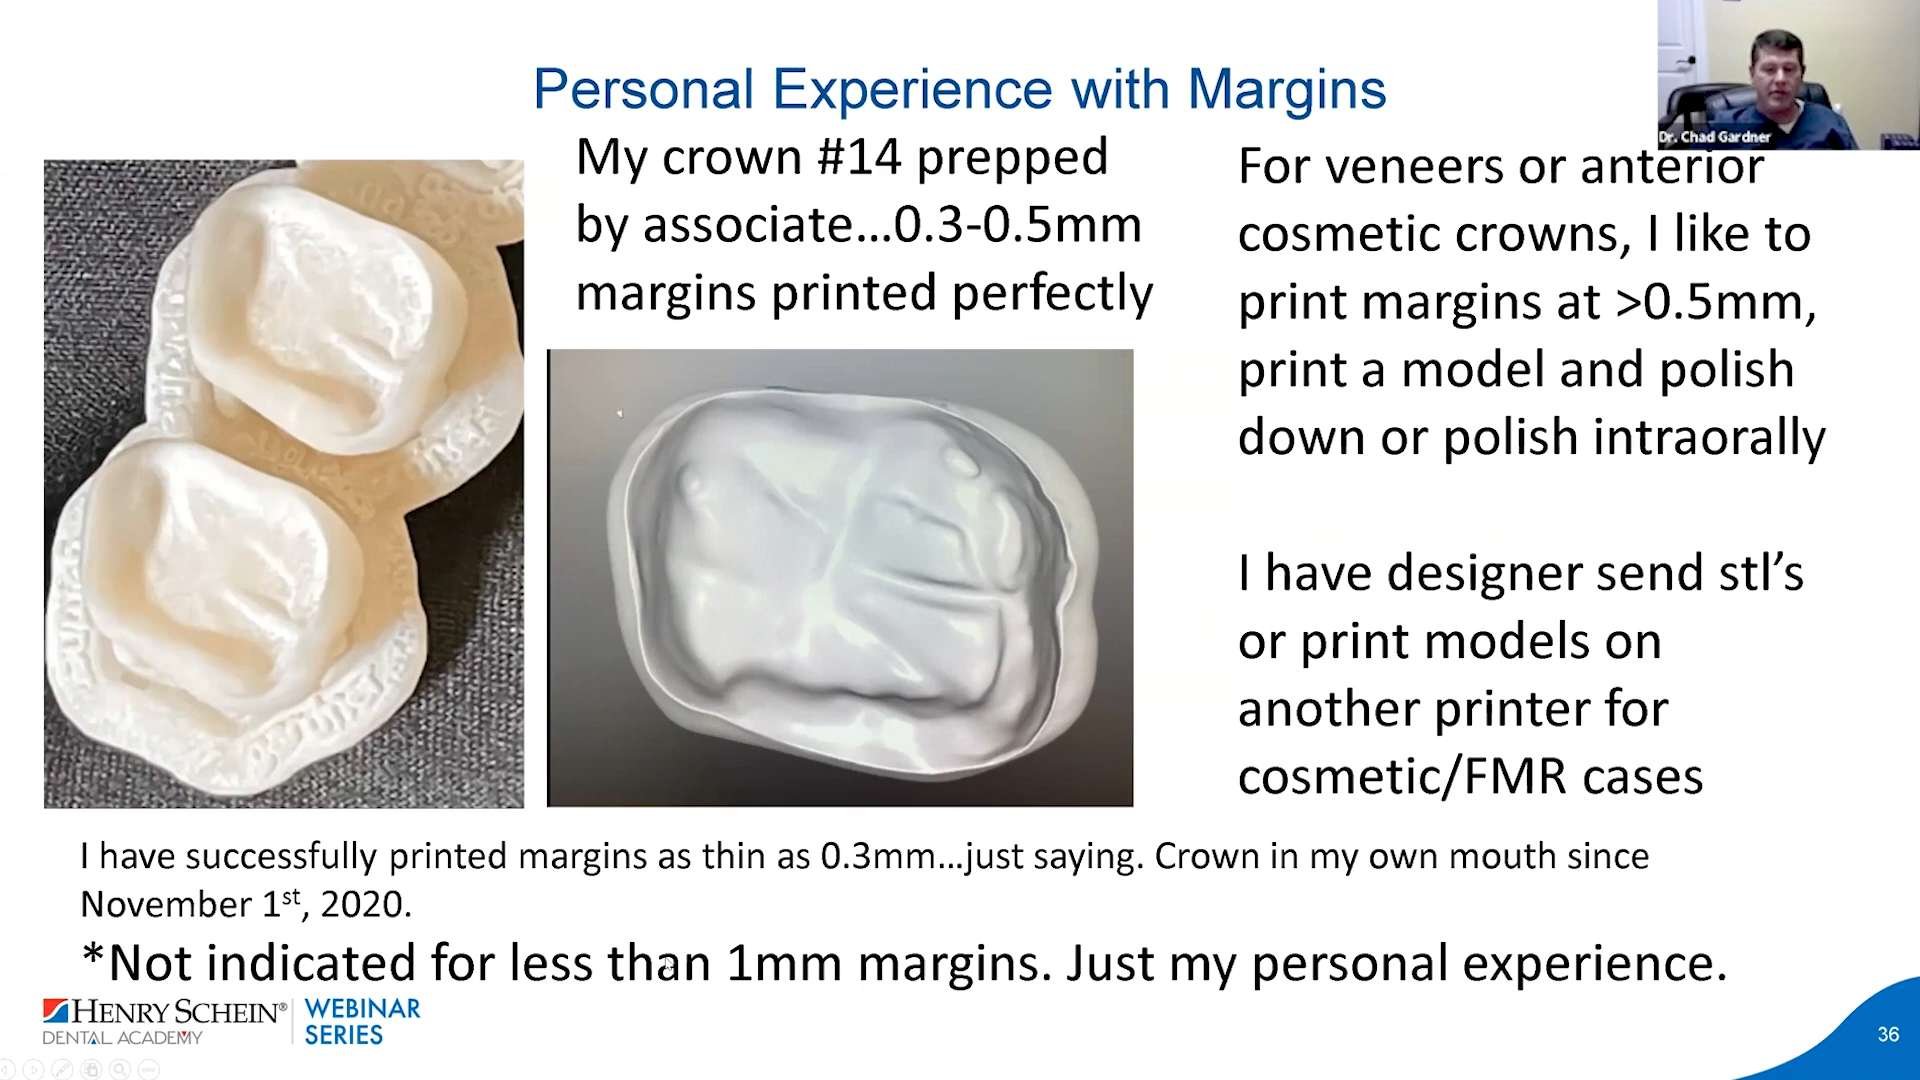 Personal Experience with Margins
Dr. Chad Gardner
My crown #14 prepped
by associate...0.3-0.5mm
margins printed perfectly
For veneers or anterior
cosmetic crowns, I like to
print margins at >0.5mm,
print a model and polish
down or polish intraorally
I have designer send stl’s
or print models on
another printer for
cosmetic/FMR cases
I have successfully printed margins as thin as 0.3mm...just saying. Crown in my own mouth since
November 1st, 2020.
*Not indicated for less than 1mm margins. Just my personal experience.
HENRY SCHEIN®
DENTAL ACADEMY
WEBINAR
SERIES
36